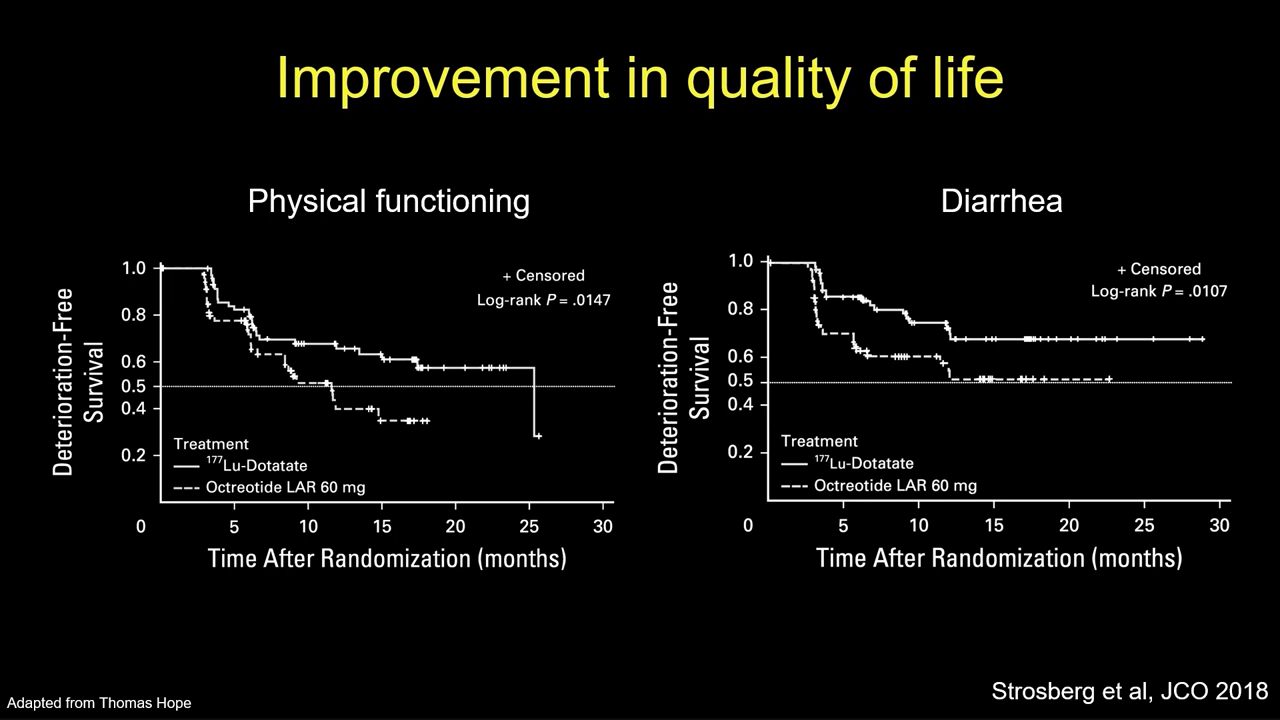 Improvement in quality of life
Physical functioning
Deterioration-Free
Survival
1.0
0.8
0.6
0.5
0.4
0.2
0
+ Censored
Log-rank P = .0147
Treatment
¹⁷⁷Lu-Dotatate
Octreotide LAR 60 mg
5 10 15 20 25 30
Time After Randomization (months)
Diarrhea
Deterioration-Free
Survival
1.0
0.8
0.6
0.5
0.4
0.2
0
+ Censored
Log-rank P = .0107
Treatment
¹⁷⁷Lu-Dotatate
Octreotide LAR 60 mg
5 10 15 20 25 30
Time After Randomization (months)
Strosberg et al, JCO 2018
Adapted from Thomas Hope